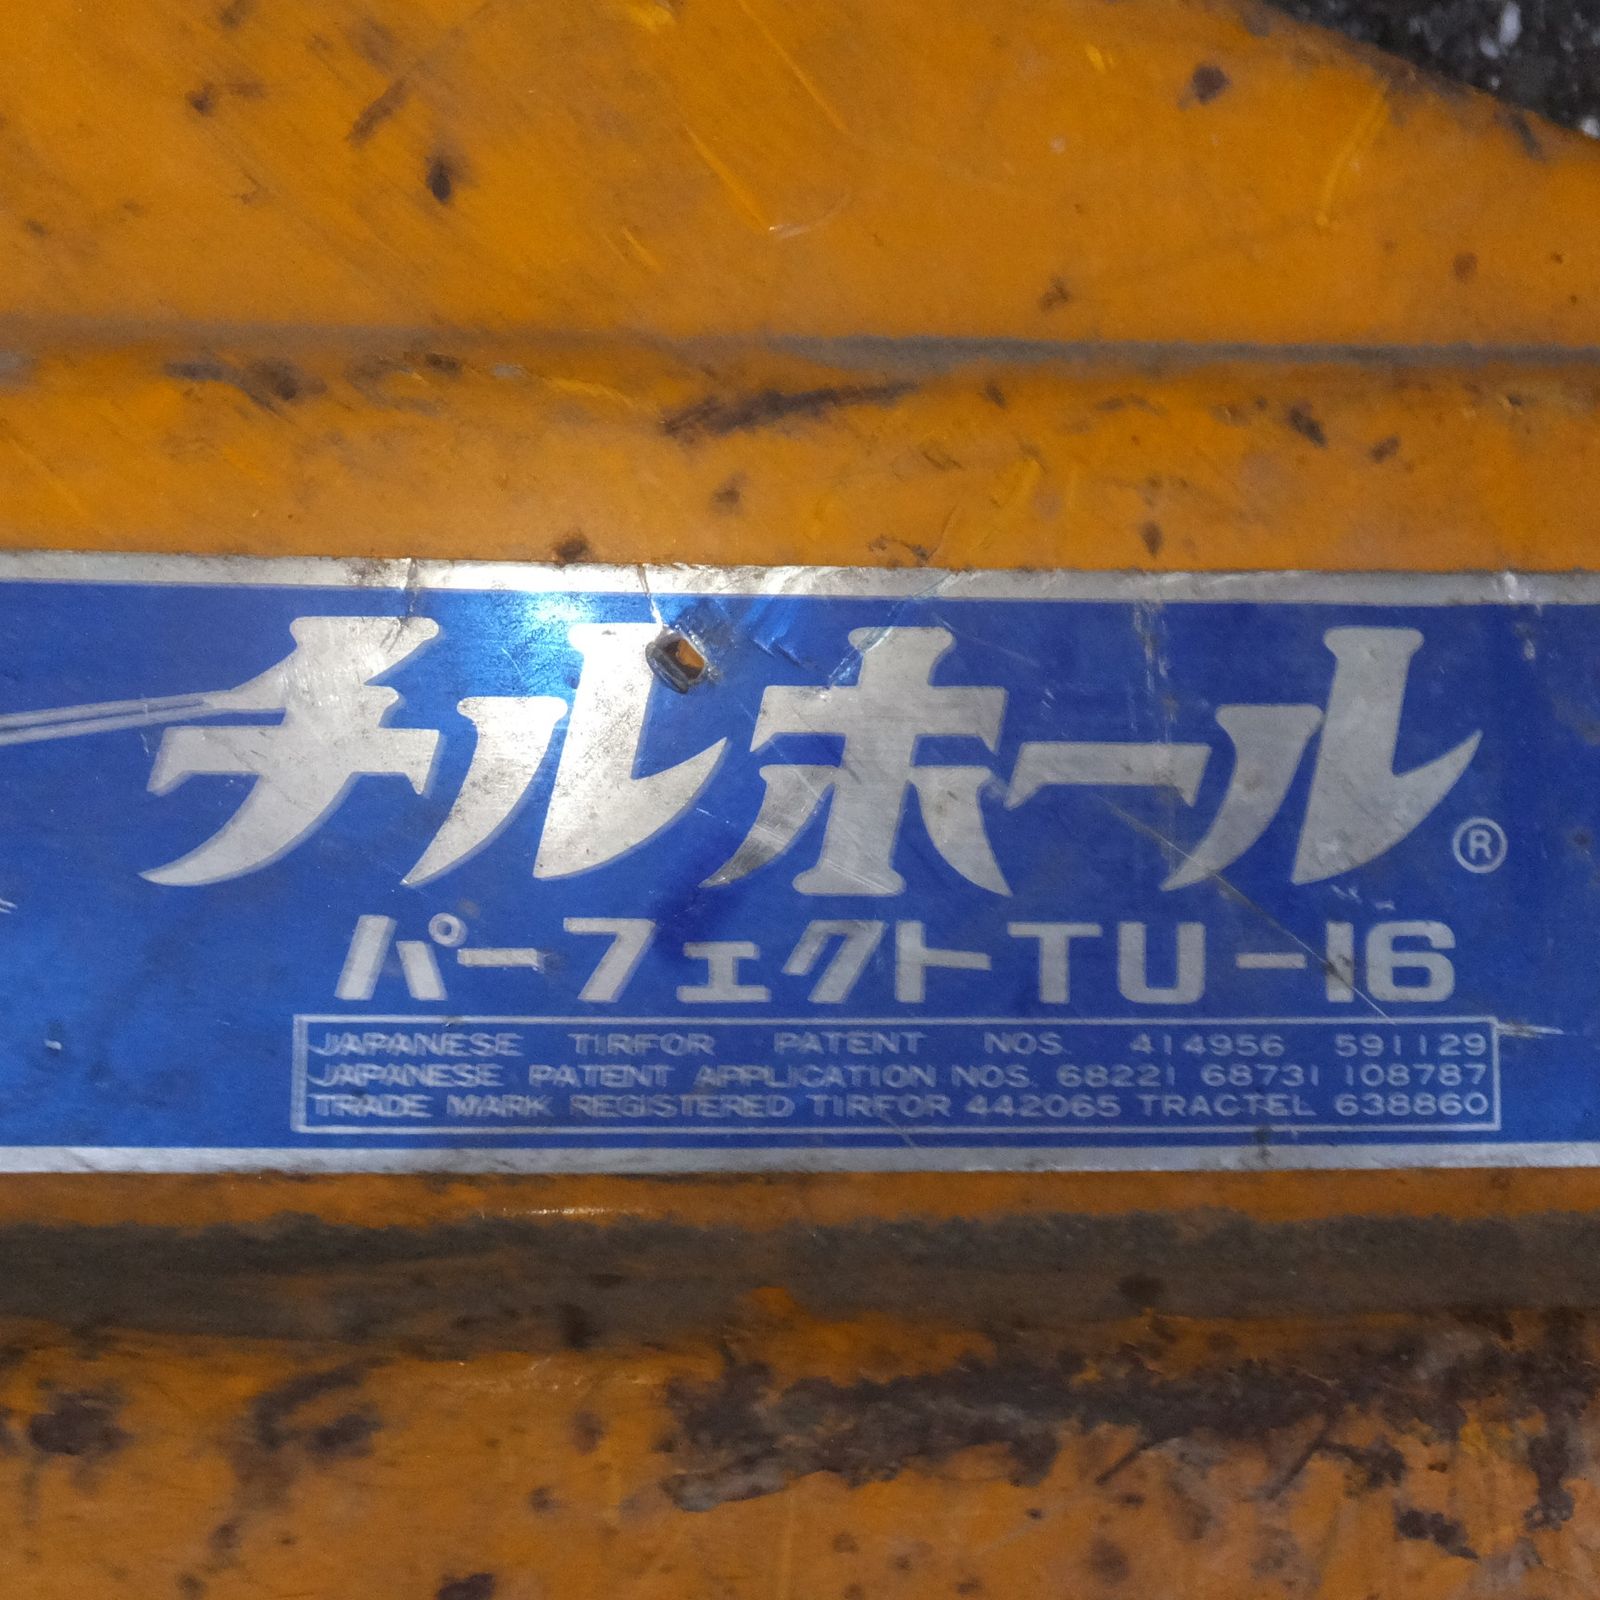 チルホール®
パーフェクトTU-16
JAPANESE TIRFOR PATENT NOS. 414956 591129
JAPANESE PATENT APPLICATION NOS. 68221 68731 108787
TRADE MARK REGISTERED TIRFOR 442065 TRACTEL 638860